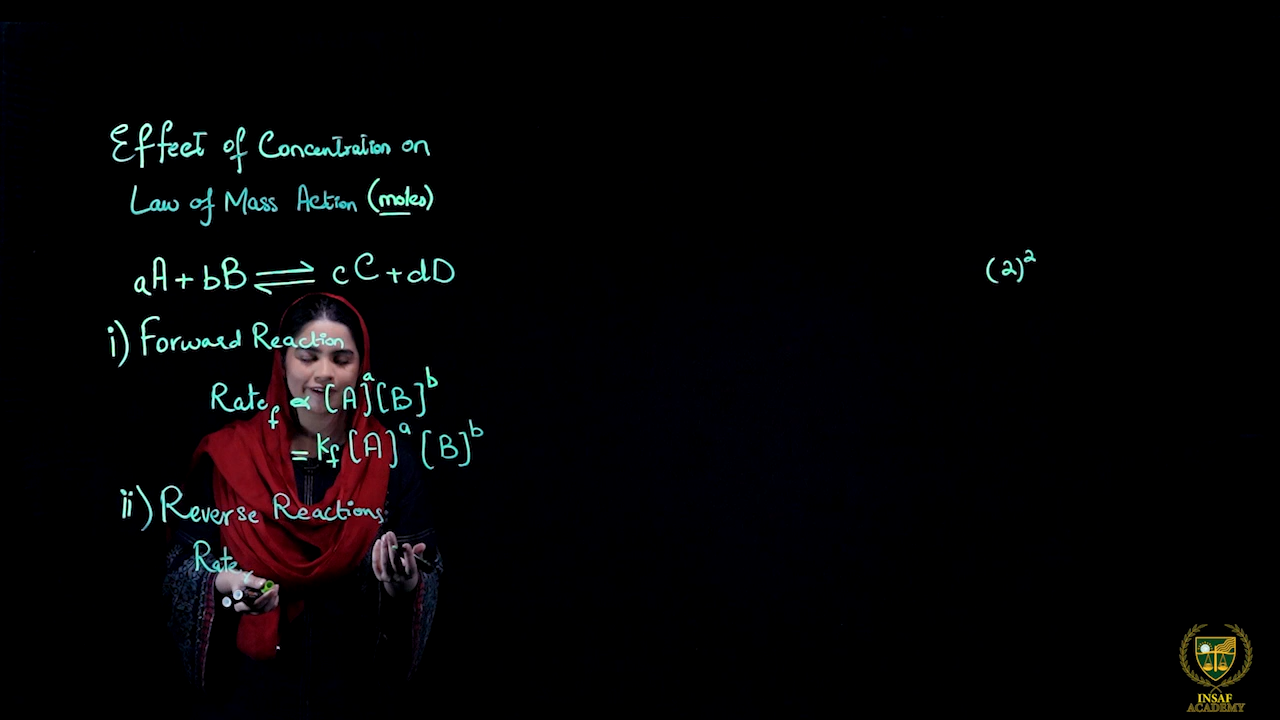 Effect of Concentration on
Law of Mass Action (moles)
aA + bB ⇌ cC + dD
(2)²
i) Forward Reaction
Rate_f ∝ [A]ᵃ [B]ᵇ
= K_f [A]ᵃ [B]ᵇ
ii) Reverse Reactions
Rate
INSAF
ACADEMY